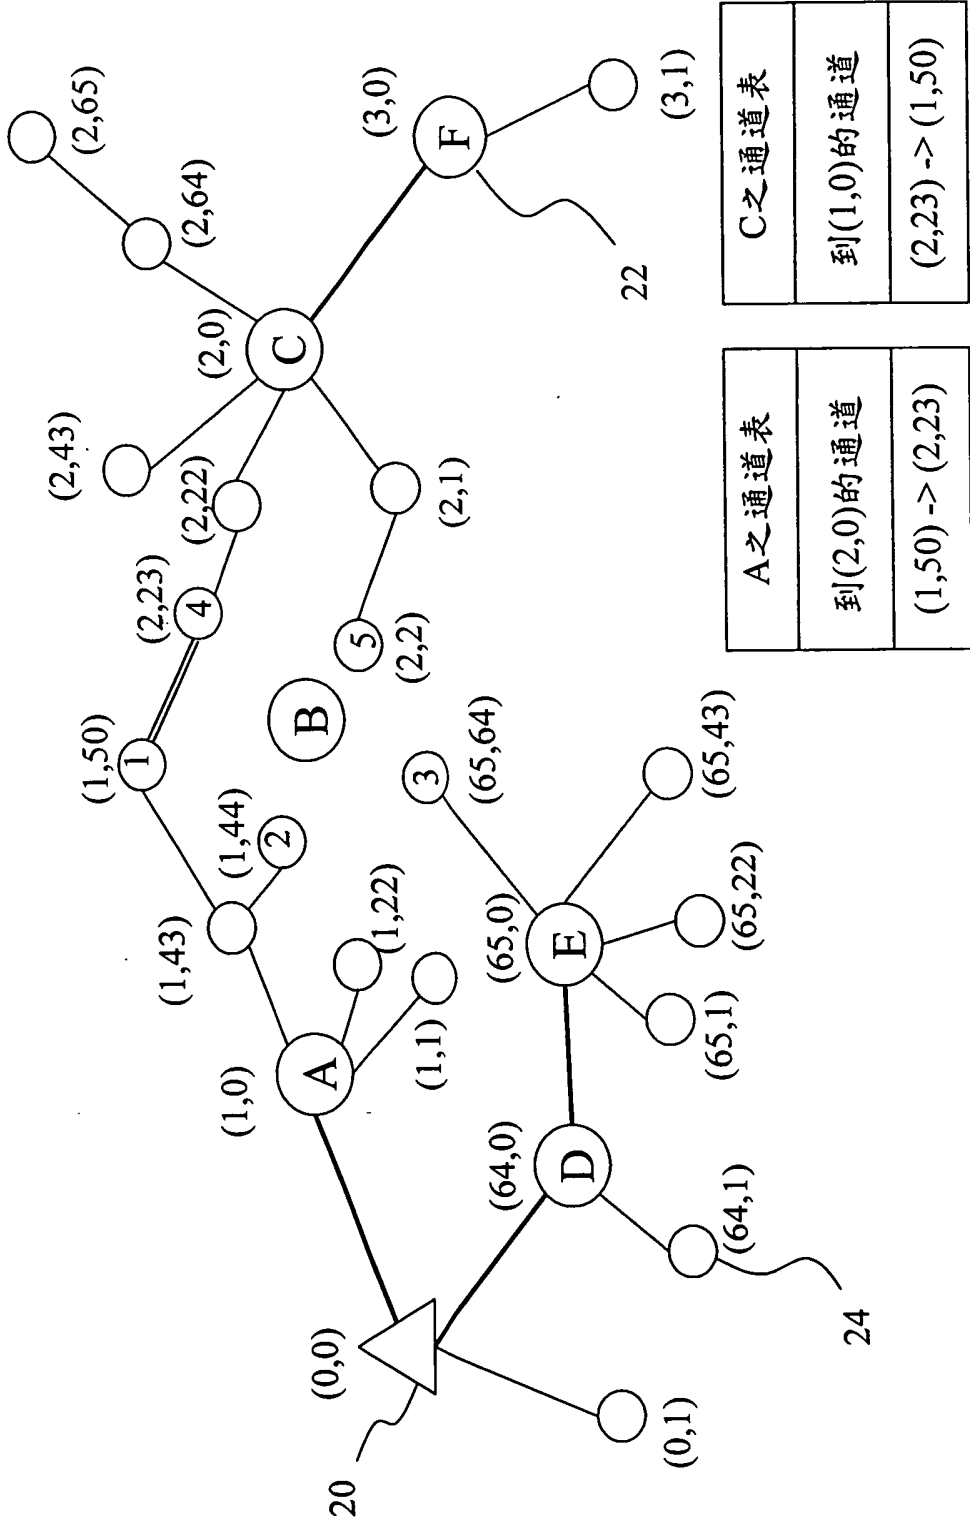 (0,0)
20
(0,1)
(1,0)
A
(1,1)
(1,22)
(1,43)
(1,44)
2
(1,50)
1
(2,23)
4
(2,22)
(2,43)
(2,0)
C
(2,64)
(2,65)
(2,1)
(2,2)
5
B
(3,0)
F
(3,1)
22
(64,0)
D
(64,1)
24
(65,0)
E
(65,1)
(65,22)
(65,43)
(65,64)
3
A之通道表
到(2,0)的通道
(1,50) -> (2,23)
C之通道表
到(1,0)的通道
(2,23) -> (1,50)